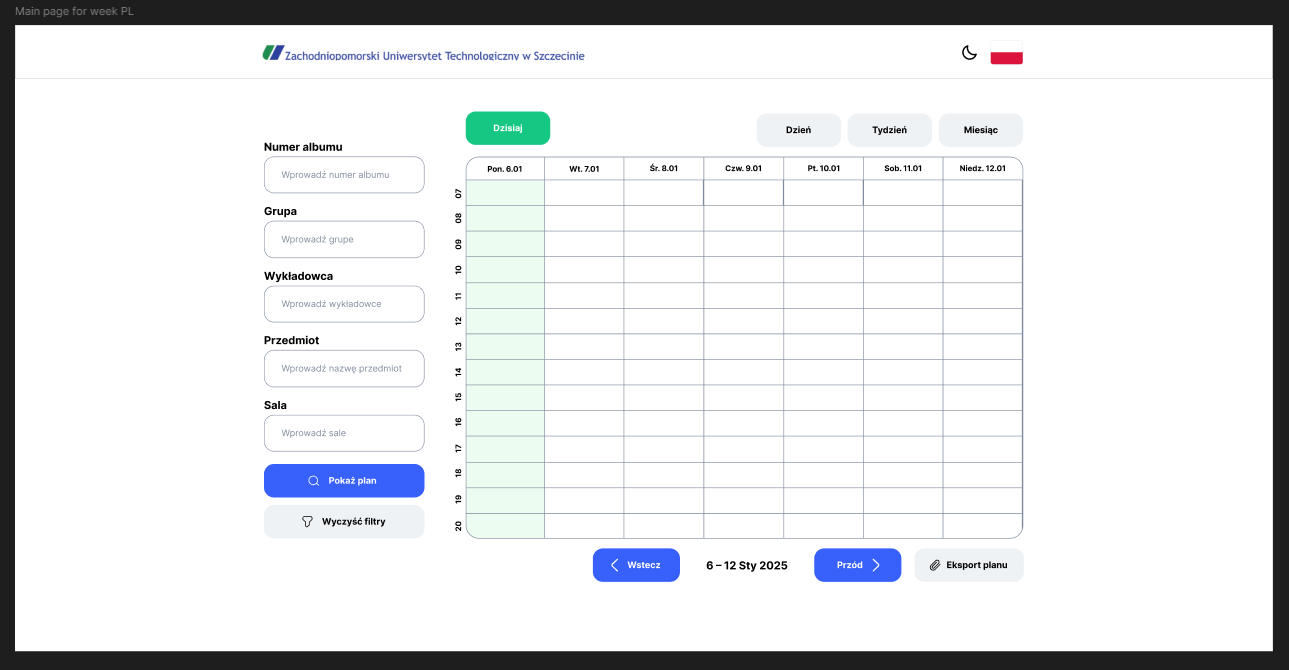 Main page for week PL
Zachodniopomorski Uniwersytet Technologiczny w Szczecinie
Dzisiaj
Dzień
Tydzień
Miesiąc
Numer albumu
Wprowadź numer albumu
Grupa
Wprowadź grupe
Wykładowca
Wprowadź wykładowce
Przedmiot
Wprowadź nazwę przedmiot
Sala
Wprowadź sale
Pokaż plan
Wyczyść filtry
Pon. 6.01
Wt. 7.01
Śr. 8.01
Czw. 9.01
Pt. 10.01
Sob. 11.01
Niedz. 12.01
07
08
09
10
11
12
13
14
15
16
17
18
19
20
Wstecz
6 – 12 Sty 2025
Przód
Eksport planu